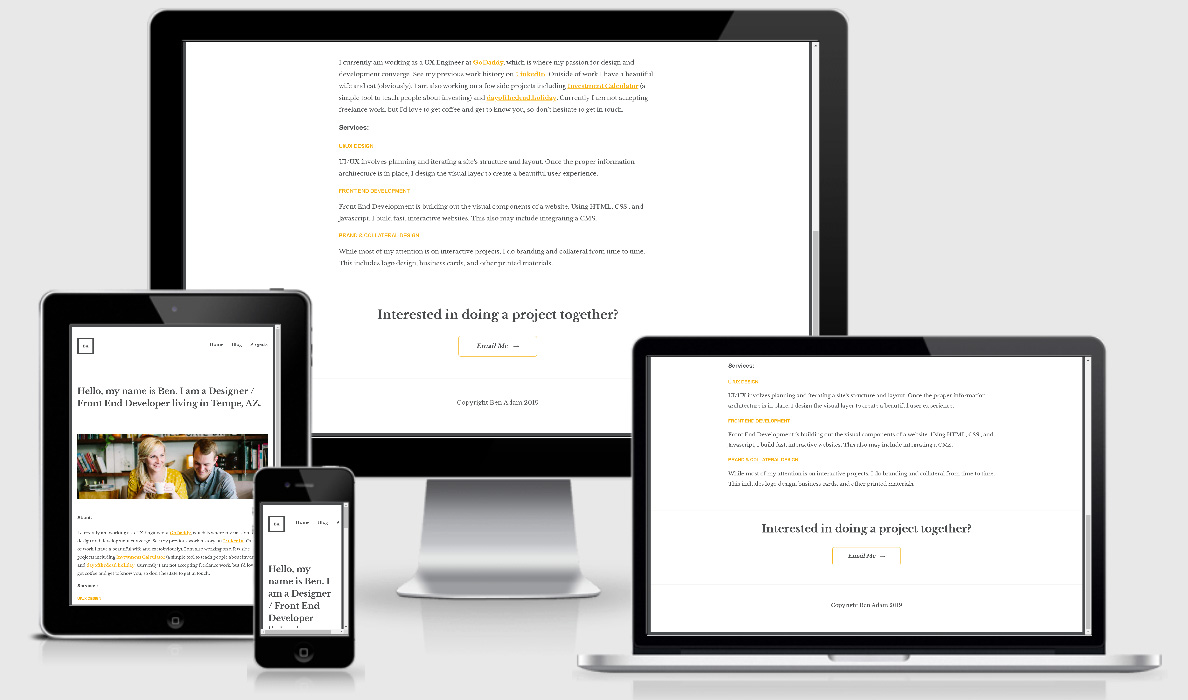 I currently am working as a UX Engineer at GoDaddy, which is where my passion for design and
development converge. See my previous work history on LinkedIn. Outside of work I have a beautiful
wife and cat (obviously). I am also working on a few side projects including Investment Calculator (a
simple tool to teach people about investing) and dayofthedead.holiday. Currently I am not accepting
freelance work, but I'd love to get coffee and get to know you, so don't hesitate to get in touch.
Services:
UI/UX DESIGN
UI/UX involves planning and iterating a site's structure and layout. Once the proper information
architecture is in place, I design the visual layer to create a beautiful user experience.
FRONT END DEVELOPMENT
Front End Development is building out the visual components of a website. Using HTML, CSS, and
Javascript, I build fast, interactive websites. This also may include integrating a CMS.
BRAND & COLLATERAL DESIGN
While most of my attention is on interactive projects, I do branding and collateral from time to time.
This includes logo design, business cards, and other printed materials.
Interested in doing a project together?
Email Me →
Copyright Ben Adam 2019
BA
Home Blog Projects
Hello, my name is Ben. I am a Designer /
Front End Developer living in Tempe, AZ.
About:
Services:
UI/UX DESIGN
BA
Home Blog
Hello, my
name is Ben. I
am a Designer
/ Front End
Developer
Services:
UI/UX DESIGN
UI/UX involves planning and iterating a site's structure and layout. Once the proper information
architecture is in place, I design the visual layer to create a beautiful user experience.
FRONT END DEVELOPMENT
Front End Development is building out the visual components of a website. Using HTML, CSS, and
Javascript, I build fast, interactive websites. This also may include integrating a CMS.
BRAND & COLLATERAL DESIGN
While most of my attention is on interactive projects, I do branding and collateral from time to time.
This includes logo design, business cards, and other printed materials.
Interested in doing a project together?
Email Me →
Copyright Ben Adam 2019